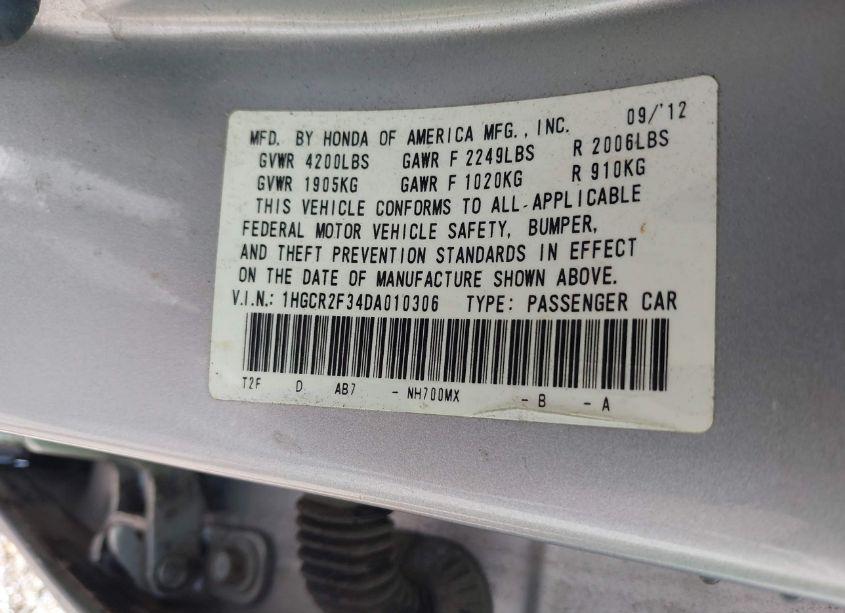 MFD. BY HONDA OF AMERICA MFG., INC. 09/'12
GVWR 4200LBS GAWR F 2249LBS R 2006LBS
GVWR 1905KG GAWR F 1020KG R 910KG
THIS VEHICLE CONFORMS TO ALL APPLICABLE
FEDERAL MOTOR VEHICLE SAFETY, BUMPER,
AND THEFT PREVENTION STANDARDS IN EFFECT
ON THE DATE OF MANUFACTURE SHOWN ABOVE.
V.I.N.: 1HGCR2F34DA010306 TYPE: PASSENGER CAR
T2F D AB7 - NH700MX - B - A